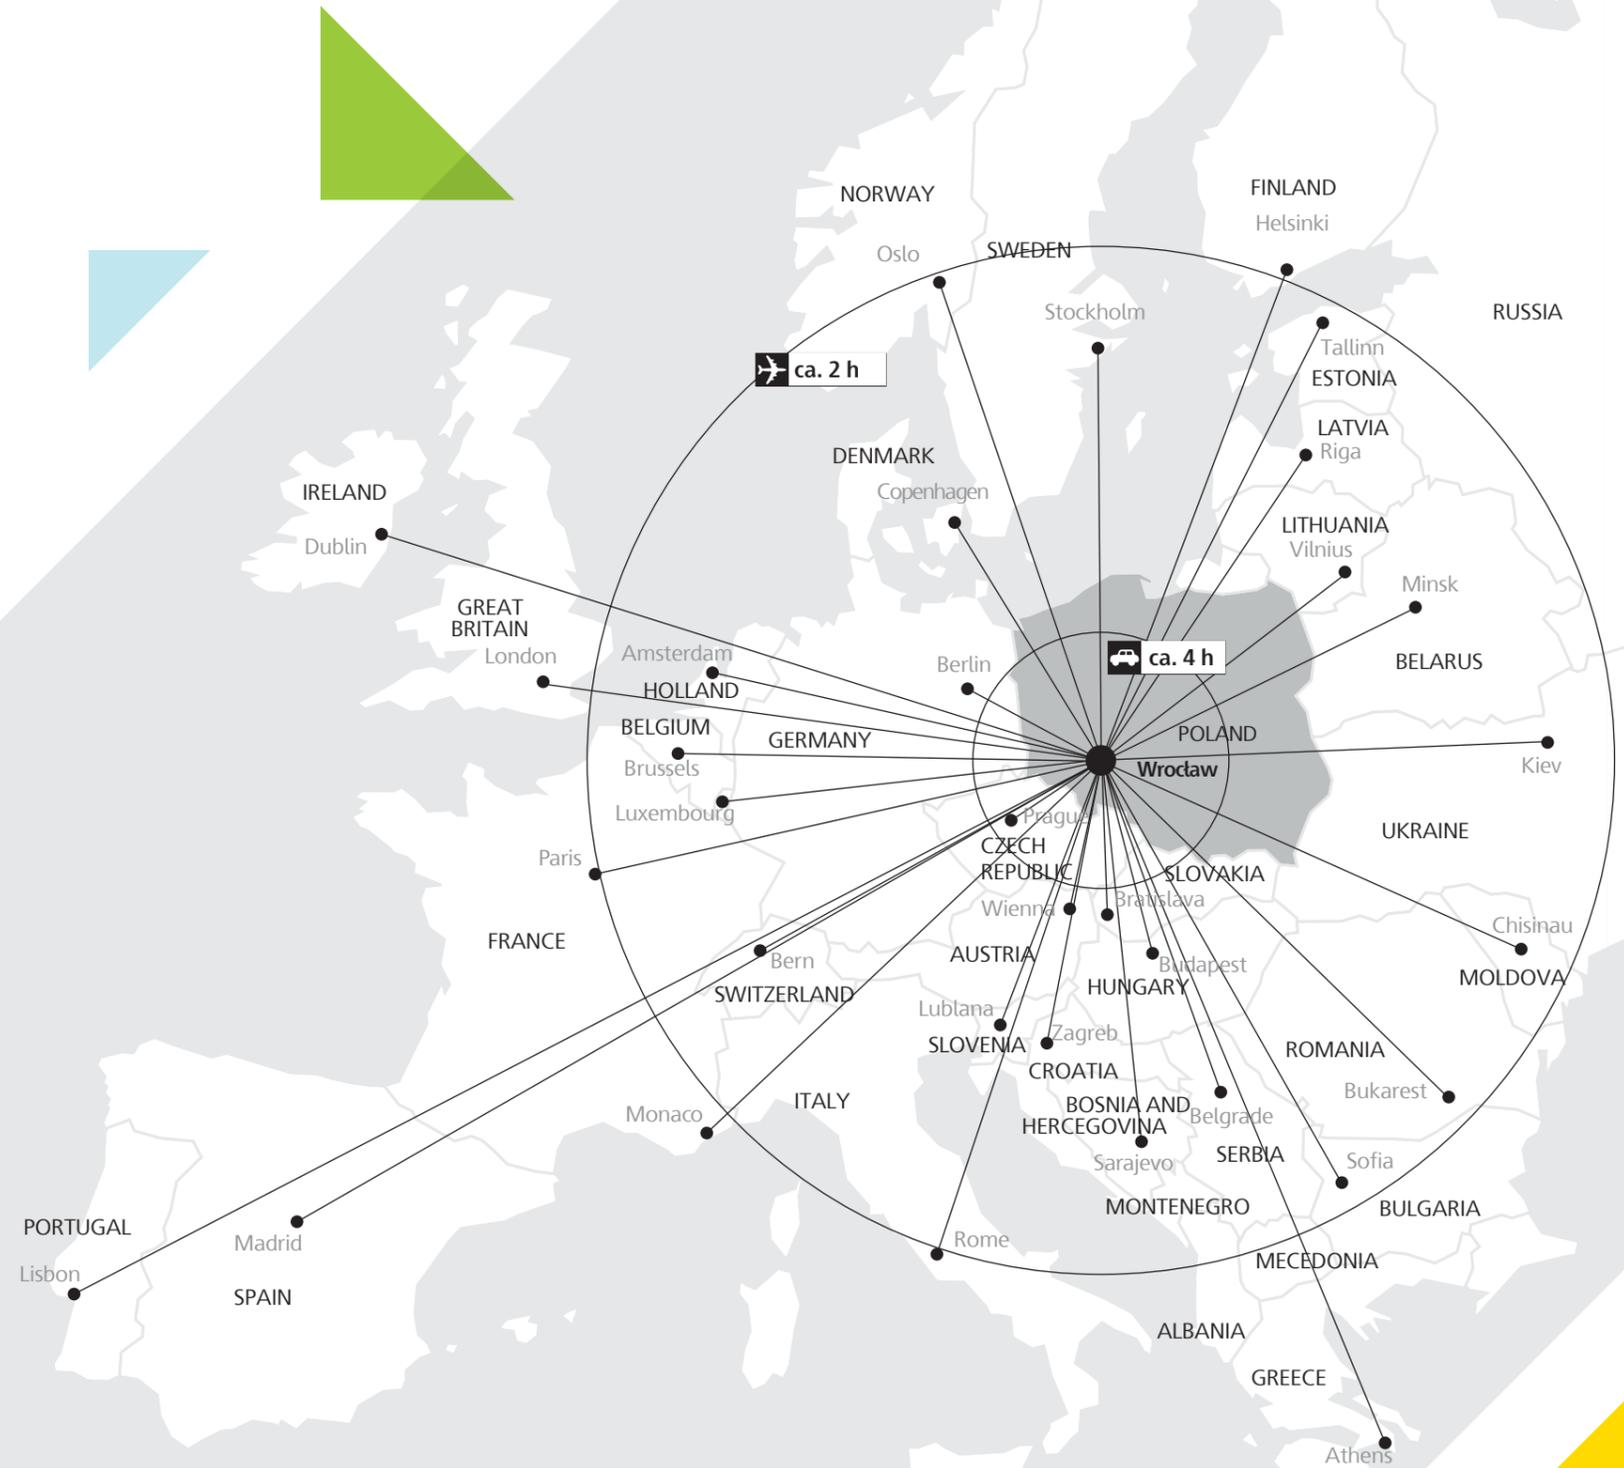 NORWAY
FINLAND
Helsinki
Oslo
SWEDEN
Stockholm
RUSSIA
Tallinn
ESTONIA
ca. 2 h
LATVIA
Riga
DENMARK
Copenhagen
IRELAND
Dublin
LITHUANIA
Vilnius
Minsk
GREAT
BRITAIN
London
Amsterdam
HOLLAND
Berlin
ca. 4 h
BELARUS
BELGIUM
Brussels
GERMANY
POLAND
Wrocław
Kiev
Luxembourg
Prague
CZECH
REPUBLIC
UKRAINE
Paris
SLOVAKIA
Bratislava
Wienna
FRANCE
Bern
SWITZERLAND
AUSTRIA
Budapest
HUNGARY
Chisinau
MOLDOVA
Lublana
SLOVENIA
Zagreb
CROATIA
ROMANIA
Bukarest
ITALY
Monaco
BOSNIA AND
HERCEGOVINA
Sarajevo
Belgrade
SERBIA
Sofia
BULGARIA
MONTENEGRO
PORTUGAL
Lisbon
Madrid
SPAIN
Rome
MECEDONIA
ALBANIA
GREECE
Athens